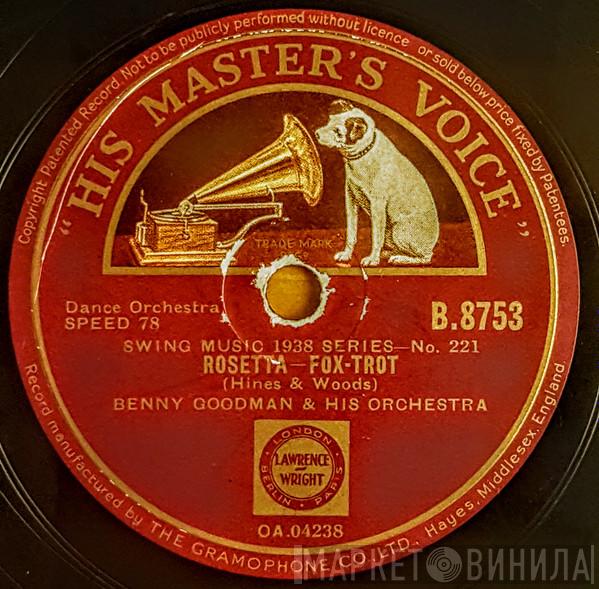 Copyright Patented Record. Not to be publicly performed without licence or sold below price fixed by Patentees.
"HIS MASTER'S VOICE"
TRADE MARK
Dance Orchestra
SPEED 78
B.8753
SWING MUSIC 1938 SERIES—No. 221
ROSETTA—FOX-TROT
(Hines & Woods)
BENNY GOODMAN & HIS ORCHESTRA
LONDON
LAWRENCE
WRIGHT
BERLIN · PARIS
OA.04238
Record manufactured by THE GRAMOPHONE CO., LTD., Hayes, Middlesex, England.
МАРКЕТ ВИНИЛА